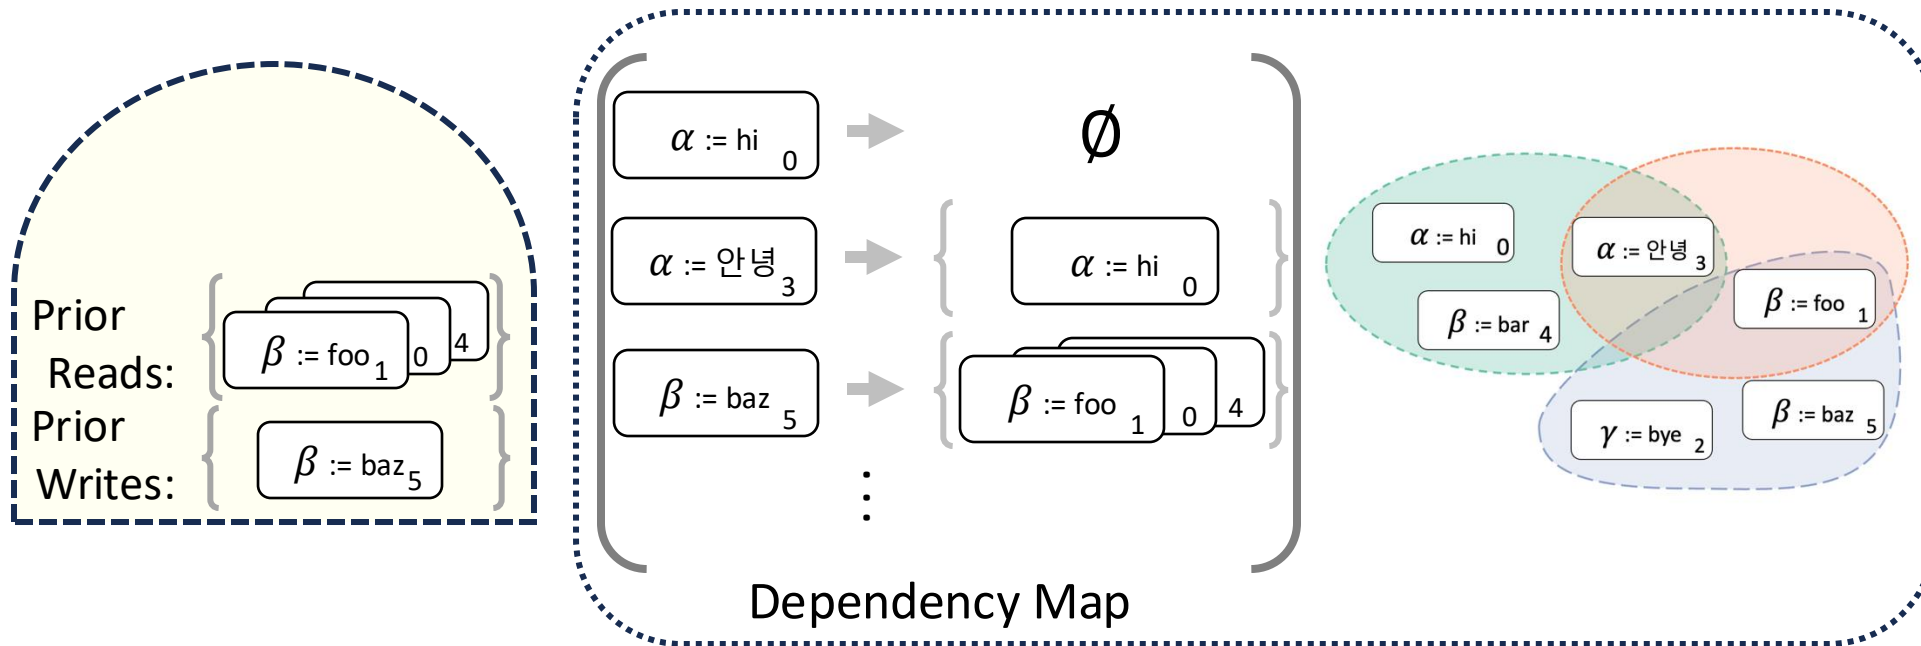 Prior
Reads:
β := foo 1
0
4
Prior
Writes:
β := baz 5
α := hi 0
∅
α := 안녕 3
α := hi 0
β := baz 5
β := foo 1
0
4
⋮
Dependency Map
α := hi 0
α := 안녕 3
β := foo 1
β := bar 4
β := baz 5
γ := bye 2